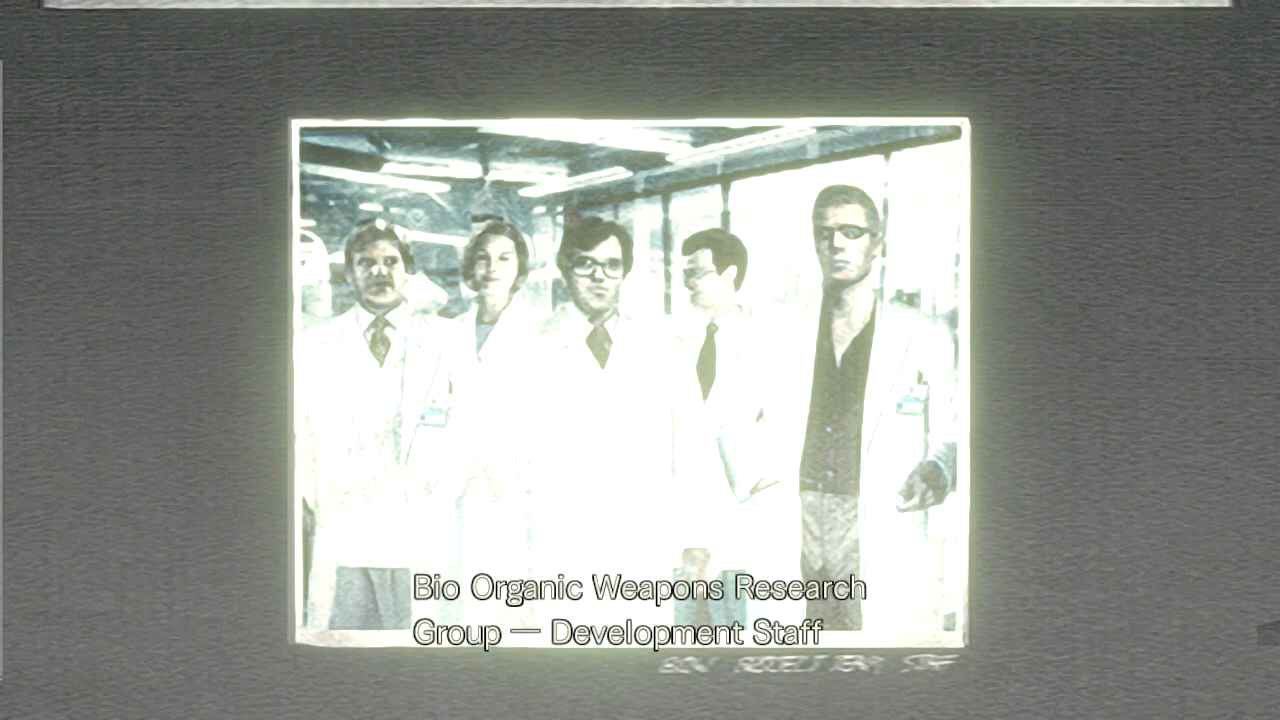 Bio Organic Weapons Research
Group — Development Staff